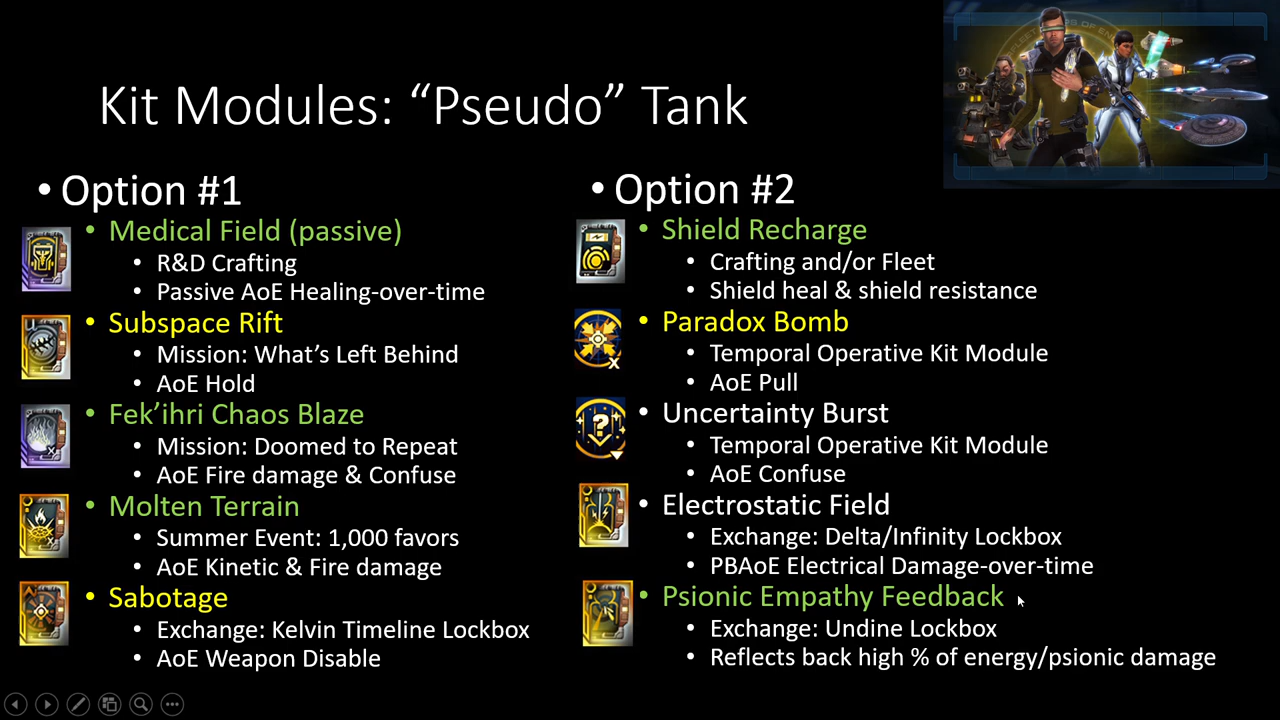 Kit Modules: “Pseudo” Tank
• Option #1
• Medical Field (passive)
• R&D Crafting
• Passive AoE Healing-over-time
• Subspace Rift
• Mission: What’s Left Behind
• AoE Hold
• Fek’ihri Chaos Blaze
• Mission: Doomed to Repeat
• AoE Fire damage & Confuse
• Molten Terrain
• Summer Event: 1,000 favors
• AoE Kinetic & Fire damage
• Sabotage
• Exchange: Kelvin Timeline Lockbox
• AoE Weapon Disable
• Option #2
• Shield Recharge
• Crafting and/or Fleet
• Shield heal & shield resistance
• Paradox Bomb
• Temporal Operative Kit Module
• AoE Pull
• Uncertainty Burst
• Temporal Operative Kit Module
• AoE Confuse
• Electrostatic Field
• Exchange: Delta/Infinity Lockbox
• PBAoE Electrical Damage-over-time
• Psionic Empathy Feedback
• Exchange: Undine Lockbox
• Reflects back high % of energy/psionic damage